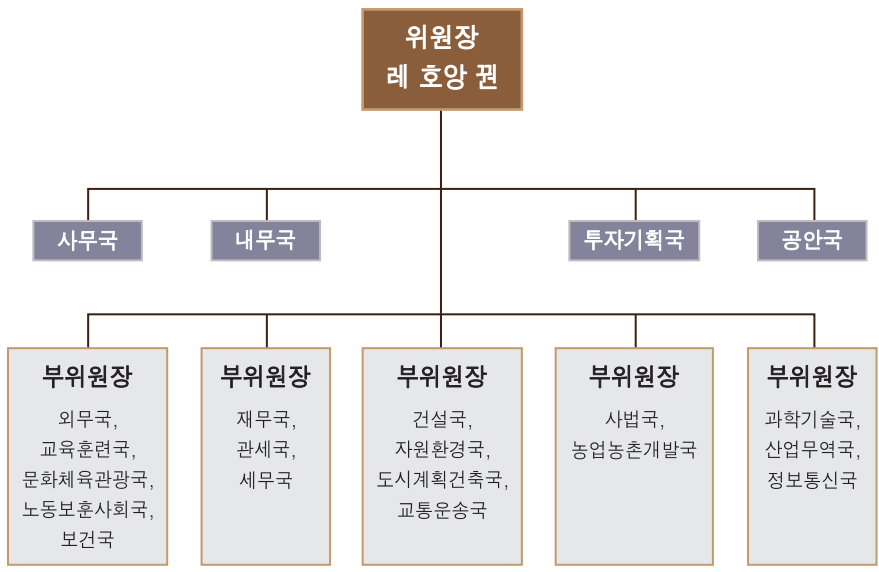 위원장
레 호앙 꿘
사무국
내무국
투자기획국
공안국
부위원장
외무국,
교육훈련국,
문화체육관광국,
노동보훈사회국,
보건국
부위원장
재무국,
관세국,
세무국
부위원장
건설국,
자원환경국,
도시계획건축국,
교통운송국
부위원장
사법국,
농업농촌개발국
부위원장
과학기술국,
산업무역국,
정보통신국